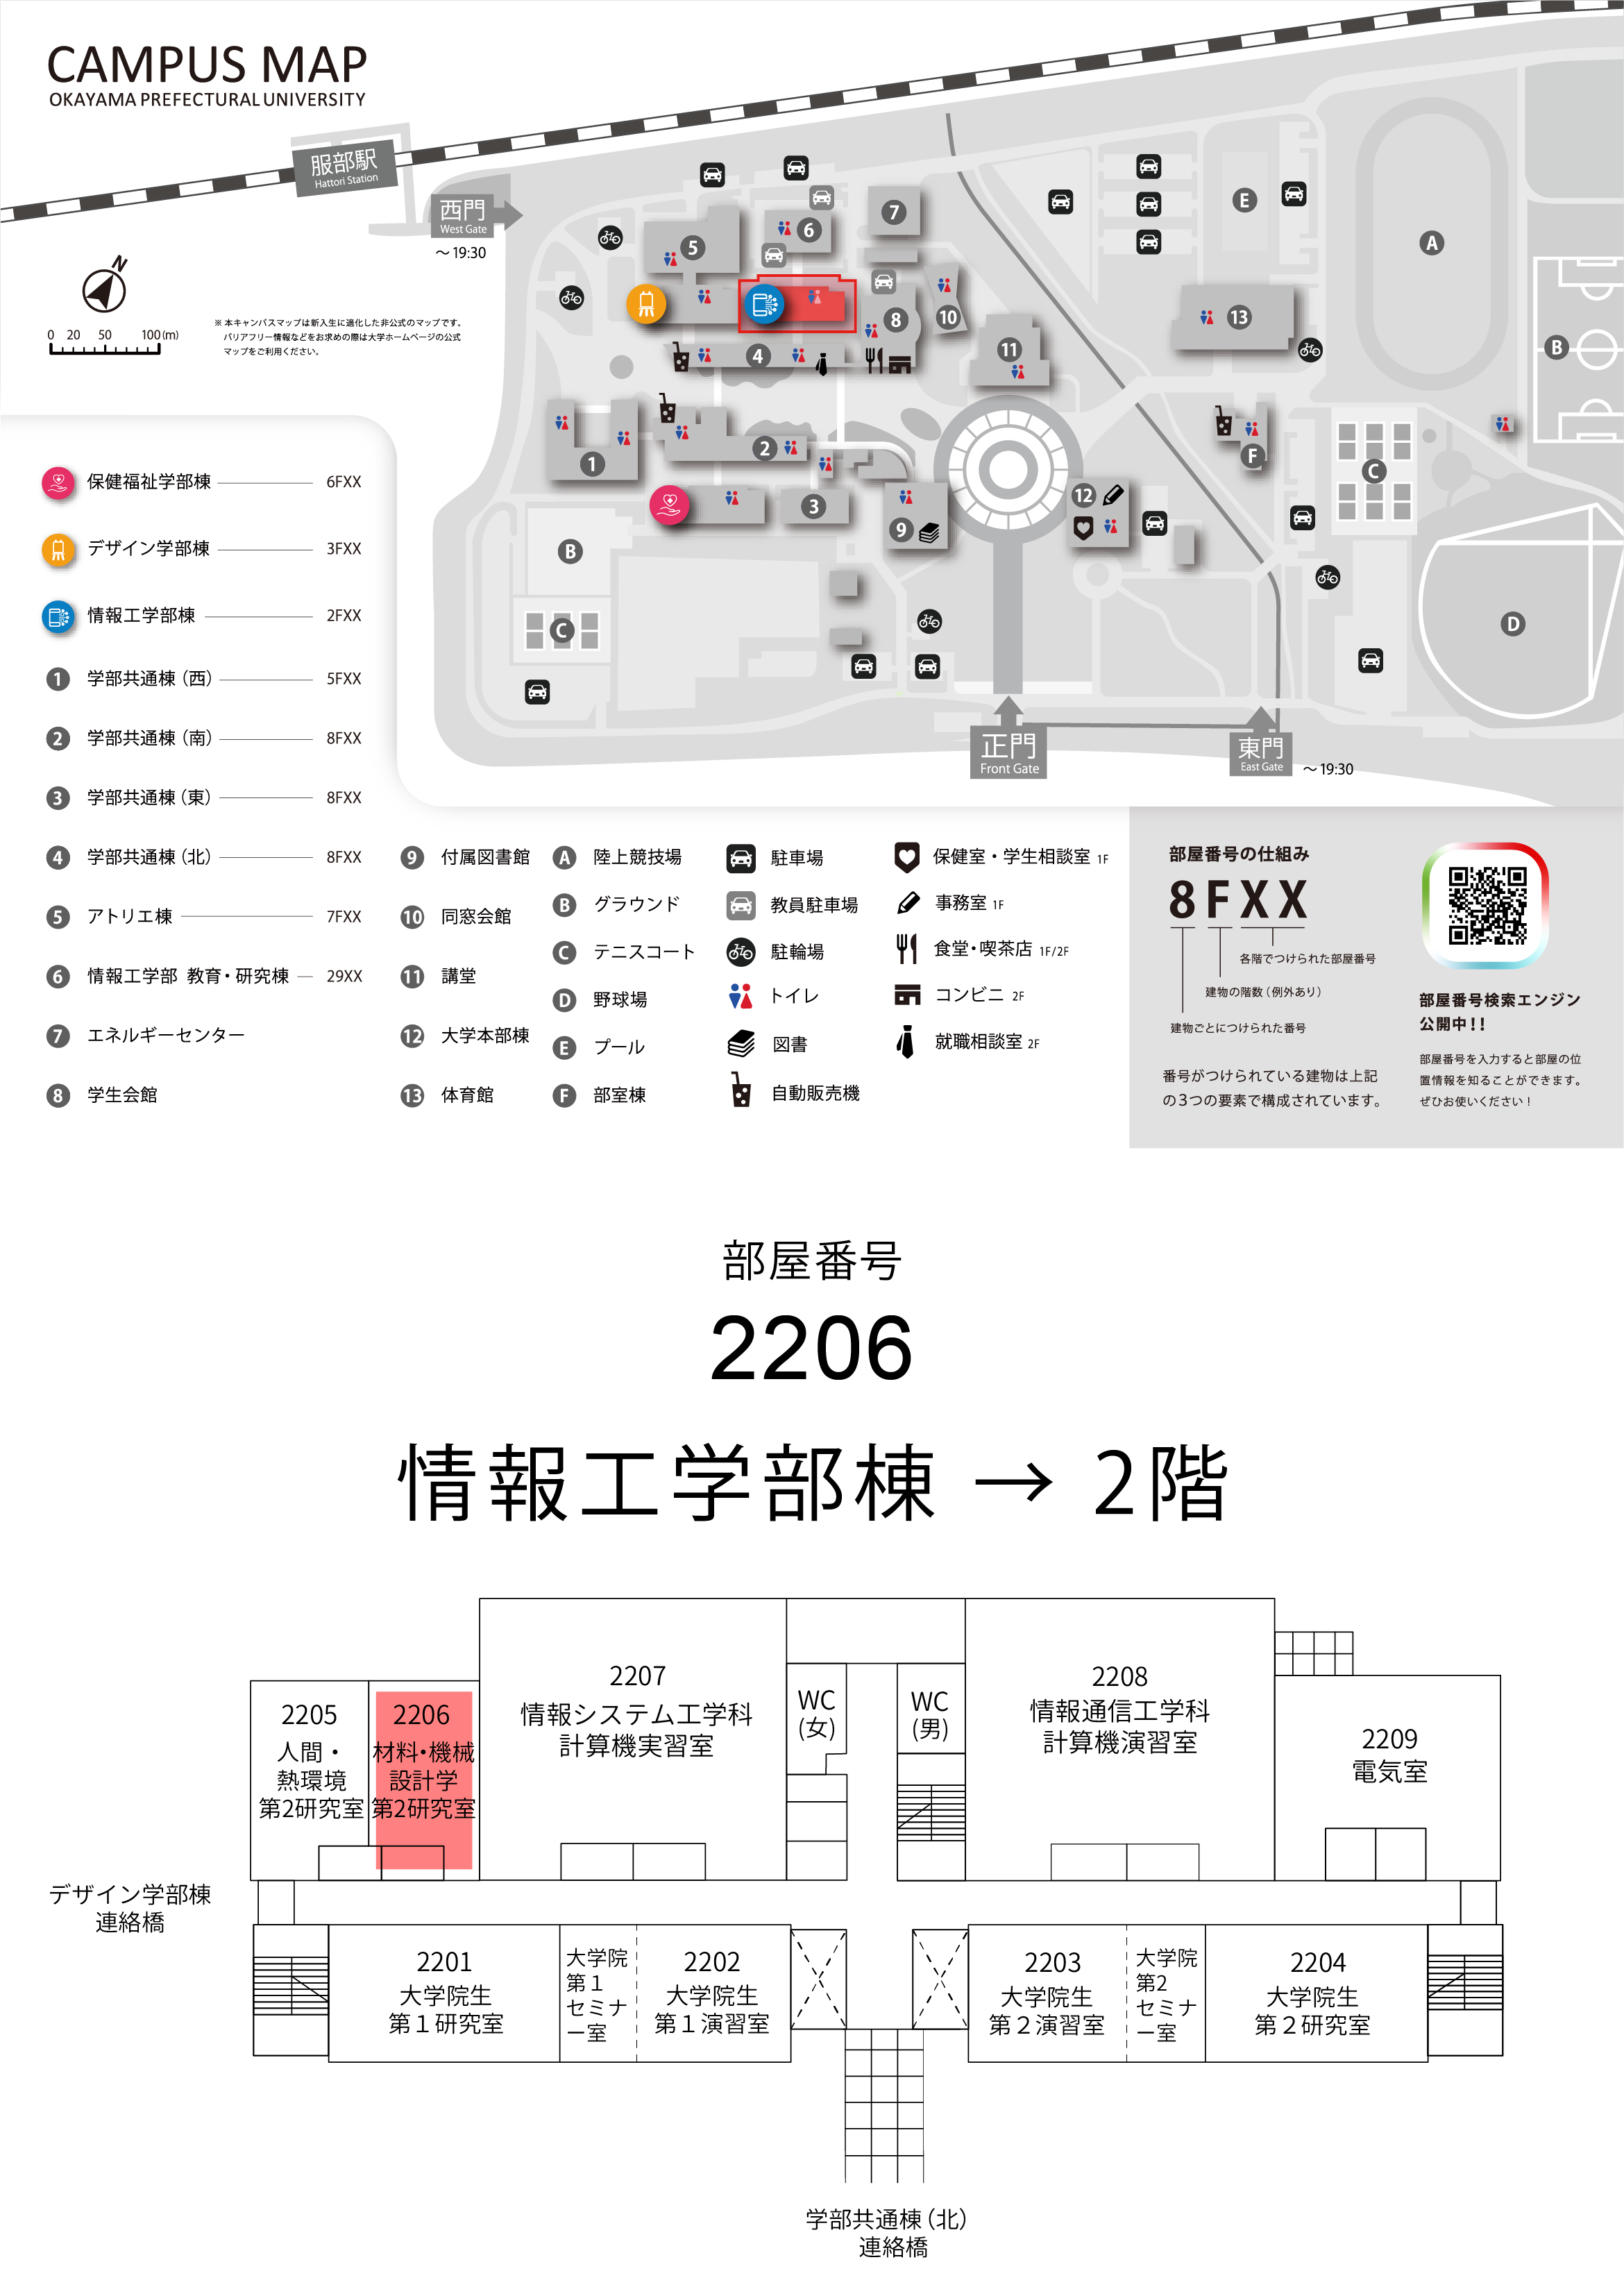 CAMPUS MAP
OKAYAMA PREFECTURAL UNIVERSITY
服部駅
Hattori Station
西門
West Gate
～19:30
N
0 20 50 100(m)
※ 本キャンパスマップは新入生に適化した非公式のマップです。
バリアフリー情報などをお求めの際は大学ホームページの公式
マップをご利用ください。
5
6
7
8
10
4
11
13
E
A
B
1
2
3
9
12
F
C
B
C
D
正門
Front Gate
東門
East Gate
～19:30
保健福祉学部棟 6FXX
デザイン学部棟 3FXX
情報工学部棟 2FXX
1 学部共通棟（西） 5FXX
2 学部共通棟（南） 8FXX
3 学部共通棟（東） 8FXX
4 学部共通棟（北） 8FXX
5 アトリエ棟 7FXX
6 情報工学部 教育・研究棟 29XX
7 エネルギーセンター
8 学生会館
9 付属図書館
10 同窓会館
11 講堂
12 大学本部棟
13 体育館
A 陸上競技場
B グラウンド
C テニスコート
D 野球場
E プール
F 部室棟
駐車場
教員駐車場
駐輪場
トイレ
図書
自動販売機
保健室・学生相談室 1F
事務室 1F
食堂・喫茶店 1F/2F
コンビニ 2F
就職相談室 2F
部屋番号の仕組み
8FXX
各階でつけられた部屋番号
建物の階数（例外あり）
建物ごとにつけられた番号
番号がつけられている建物は上記
の３つの要素で構成されています。
部屋番号検索エンジン
公開中！！
部屋番号を入力すると部屋の位
置情報を知ることができます。
ぜひお使いください！
部屋番号
2206
情報工学部棟 → 2階
2205
人間・
熱環境
第2研究室
2206
材料・機械
設計学
第2研究室
2207
情報システム工学科
計算機実習室
WC
(女)
WC
(男)
2208
情報通信工学科
計算機演習室
2209
電気室
デザイン学部棟
連絡橋
2201
大学院生
第１研究室
大学院
第１
セミナ
ー室
2202
大学院生
第１演習室
2203
大学院生
第２演習室
大学院
第2
セミナ
ー室
2204
大学院生
第２研究室
学部共通棟（北）
連絡橋